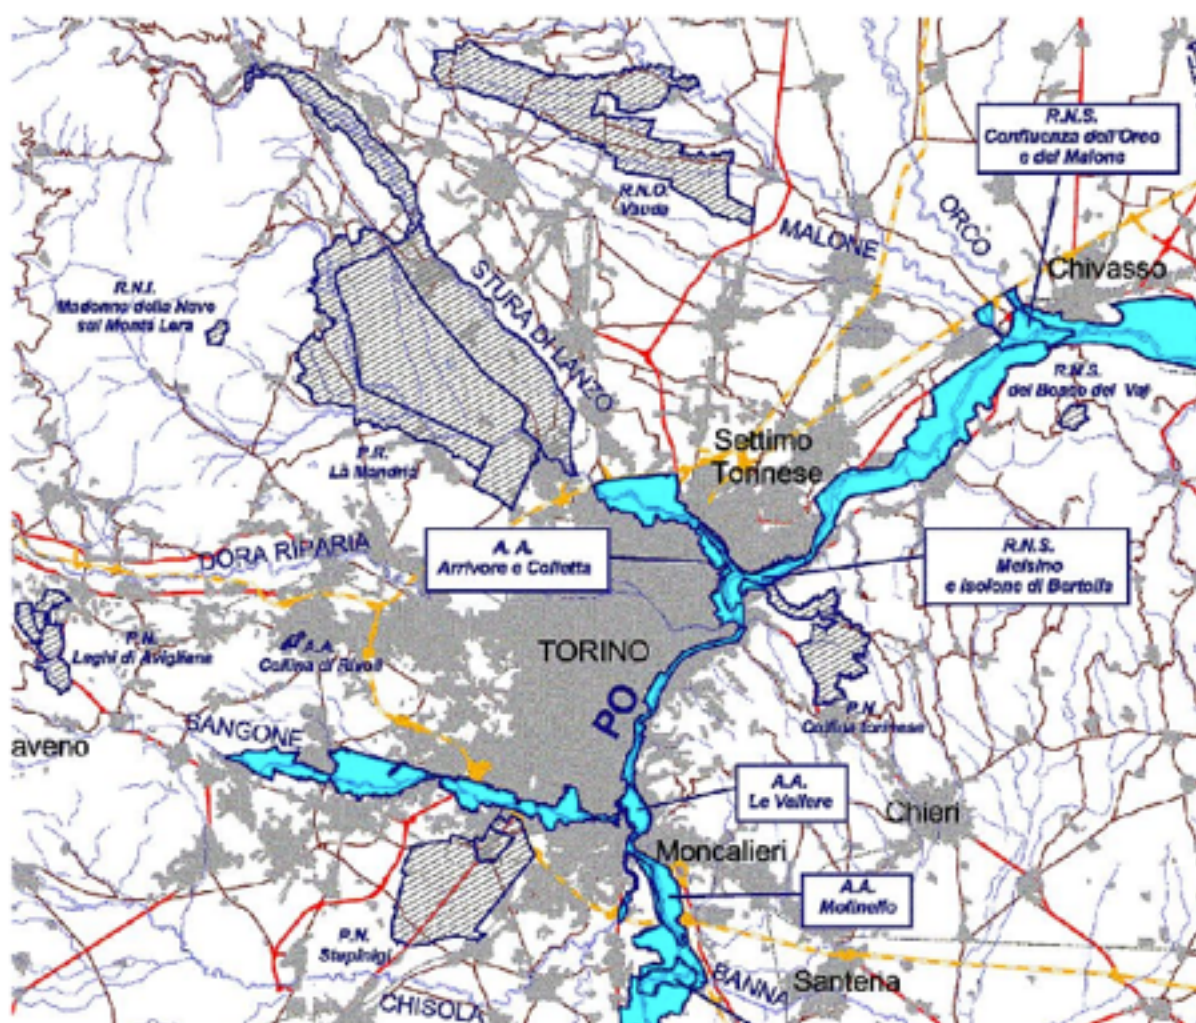 R.N.S.
Confluenza dell'Orco
e del Malone
R.N.O.
Vauda
MALONE
ORCO
Chivasso
R.N.I.
Madonna della Neve
sul Monte Lera
STURA DI LANZO
R.N.S.
del Bosco del Vaj
Settimo
Torinese
P.R.
La Mandria
A. A.
Arrivore e Colletta
R.N.S.
Meisino
e Isolone di Bertolla
DORA RIPARIA
P.N.
Laghi di Avigliana
A.A.
Collina di Rivoli
TORINO
PO
P.N.
Collina torinese
SANGONE
aveno
A.A.
Le Vallere
Chieri
Moncalieri
A.A.
Molinello
P.N.
Stupinigi
CHISOLA
BANNA
Santena